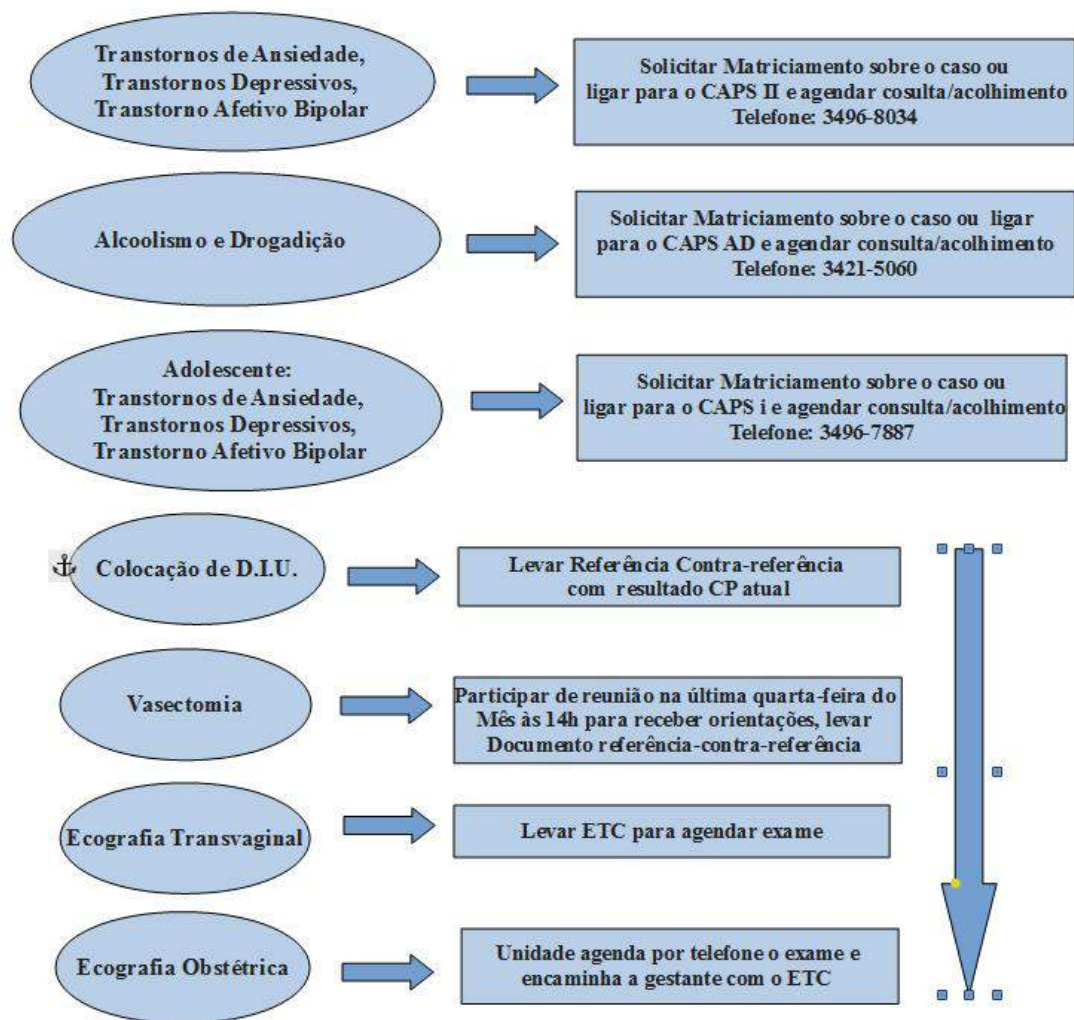 Transtornos de Ansiedade,
Transtornos Depressivos,
Transtorno Afetivo Bipolar
Solicitar Matriciamento sobre o caso ou
ligar para o CAPS II e agendar cosulta/acolhimento
Telefone: 3496-8034
Alcoolismo e Drogadição
Solicitar Matriciamento sobre o caso ou ligar
para o CAPS AD e agendar consulta/acolhimento
Telefone: 3421-5060
Adolescente:
Transtornos de Ansiedade,
Transtornos Depressivos,
Transtorno Afetivo Bipolar
Solicitar Matriciamento sobre o caso ou
ligar para o CAPS i e agendar consulta/acolhimento
Telefone: 3496-7887
Colocação de D.I.U.
Levar Referência Contra-referência
com resultado CP atual
Vasectomia
Participar de reunião na última quarta-feira do
Mês às 14h para receber orientações, levar
Documento referência-contra-referência
Ecografia Transvaginal
Levar ETC para agendar exame
Ecografia Obstétrica
Unidade agenda por telefone o exame e
encaminha a gestante com o ETC